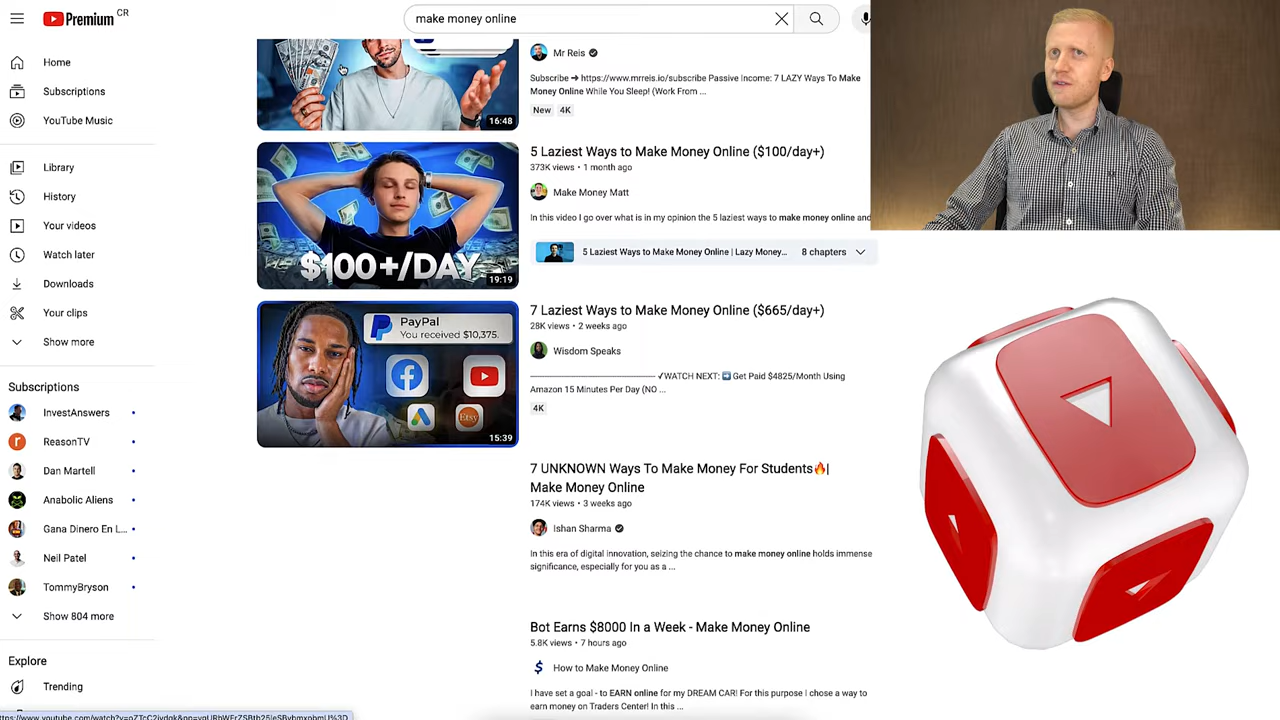 Premium CR
make money online
Home
Subscriptions
YouTube Music
Library
History
Your videos
Watch later
Downloads
Your clips
Show more
Subscriptions
InvestAnswers
ReasonTV
Dan Martell
Anabolic Aliens
Gana Dinero En L...
Neil Patel
TommyBryson
Show 804 more
Explore
Trending
16:48
Mr Reis
Subscribe ➔ https://www.mrreis.io/subscribe Passive Income: 7 LAZY Ways To Make
Money Online While You Sleep! (Work From ...
New 4K
$100+/DAY
19:19
5 Laziest Ways to Make Money Online ($100/day+)
373K views • 1 month ago
Make Money Matt
In this video I go over what is in my opinion the 5 laziest ways to make money online and
5 Laziest Ways to Make Money Online | Lazy Money... 8 chapters
PayPal
You received $10,375.
15:39
7 Laziest Ways to Make Money Online ($665/day+)
28K views • 2 weeks ago
Wisdom Speaks
✓WATCH NEXT: ➡️ Get Paid $4825/Month Using
Amazon 15 Minutes Per Day (NO ...
4K
Etsy
7 UNKNOWN Ways To Make Money For Students🔥|
Make Money Online
174K views • 3 weeks ago
Ishan Sharma
In this era of digital innovation, seizing the chance to make money online holds immense
significance, especially for you as a ...
Bot Earns $8000 In a Week - Make Money Online
5.8K views • 7 hours ago
How to Make Money Online
I have set a goal - to EARN online for my DREAM CAR! For this purpose I chose a way to
earn money on Traders Center! In this ...